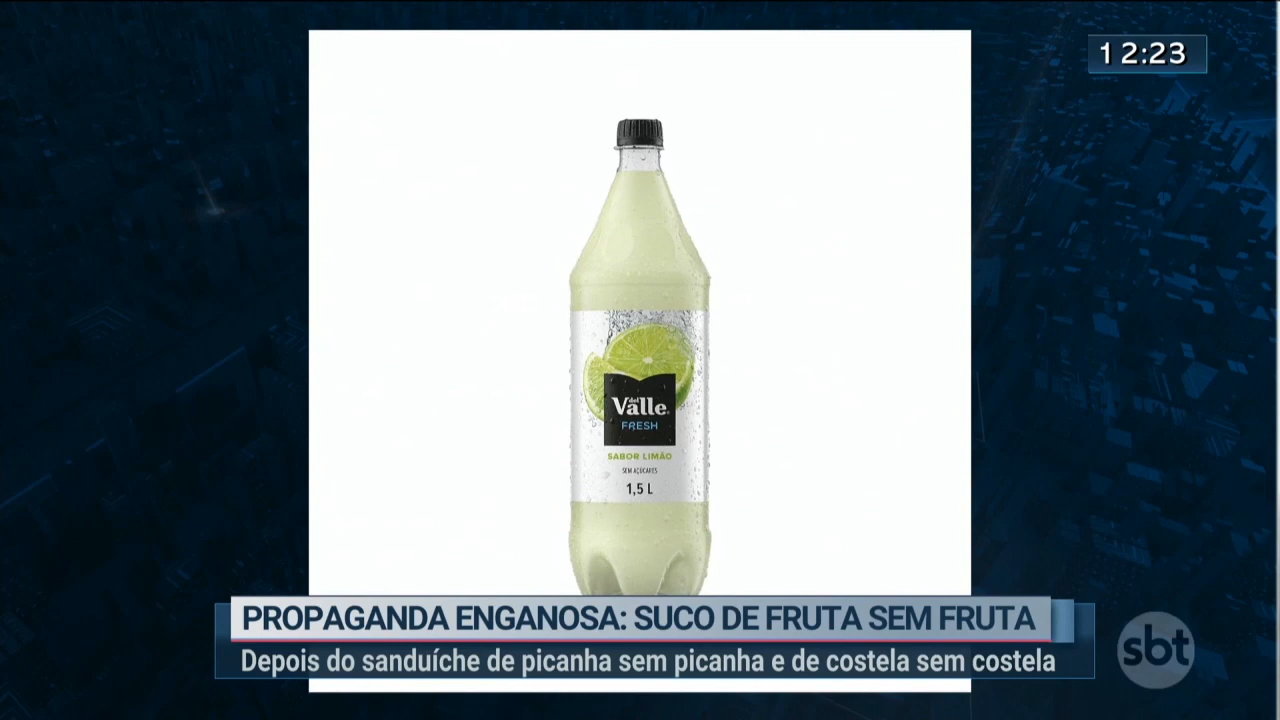 12:23
del
Valle
FRESH
SABOR LIMÃO
SEM AÇÚCARES
1,5 L
PROPAGANDA ENGANOSA: SUCO DE FRUTA SEM FRUTA
Depois do sanduíche de picanha sem picanha e de costela sem costela
sbt